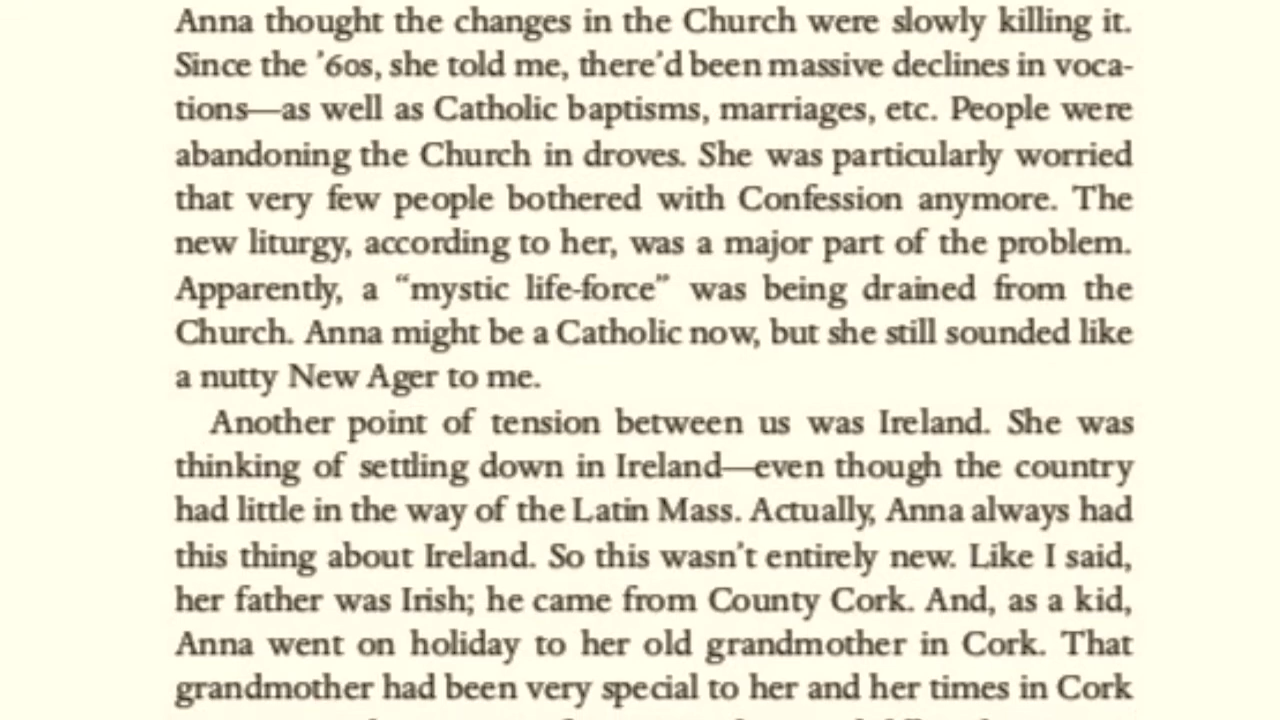 Anna thought the changes in the Church were slowly killing it.
Since the ’60s, she told me, there’d been massive declines in voca-
tions—as well as Catholic baptisms, marriages, etc. People were
abandoning the Church in droves. She was particularly worried
that very few people bothered with Confession anymore. The
new liturgy, according to her, was a major part of the problem.
Apparently, a “mystic life-force” was being drained from the
Church. Anna might be a Catholic now, but she still sounded like
a nutty New Ager to me.
Another point of tension between us was Ireland. She was
thinking of settling down in Ireland—even though the country
had little in the way of the Latin Mass. Actually, Anna always had
this thing about Ireland. So this wasn’t entirely new. Like I said,
her father was Irish; he came from County Cork. And, as a kid,
Anna went on holiday to her old grandmother in Cork. That
grandmother had been very special to her and her times in Cork